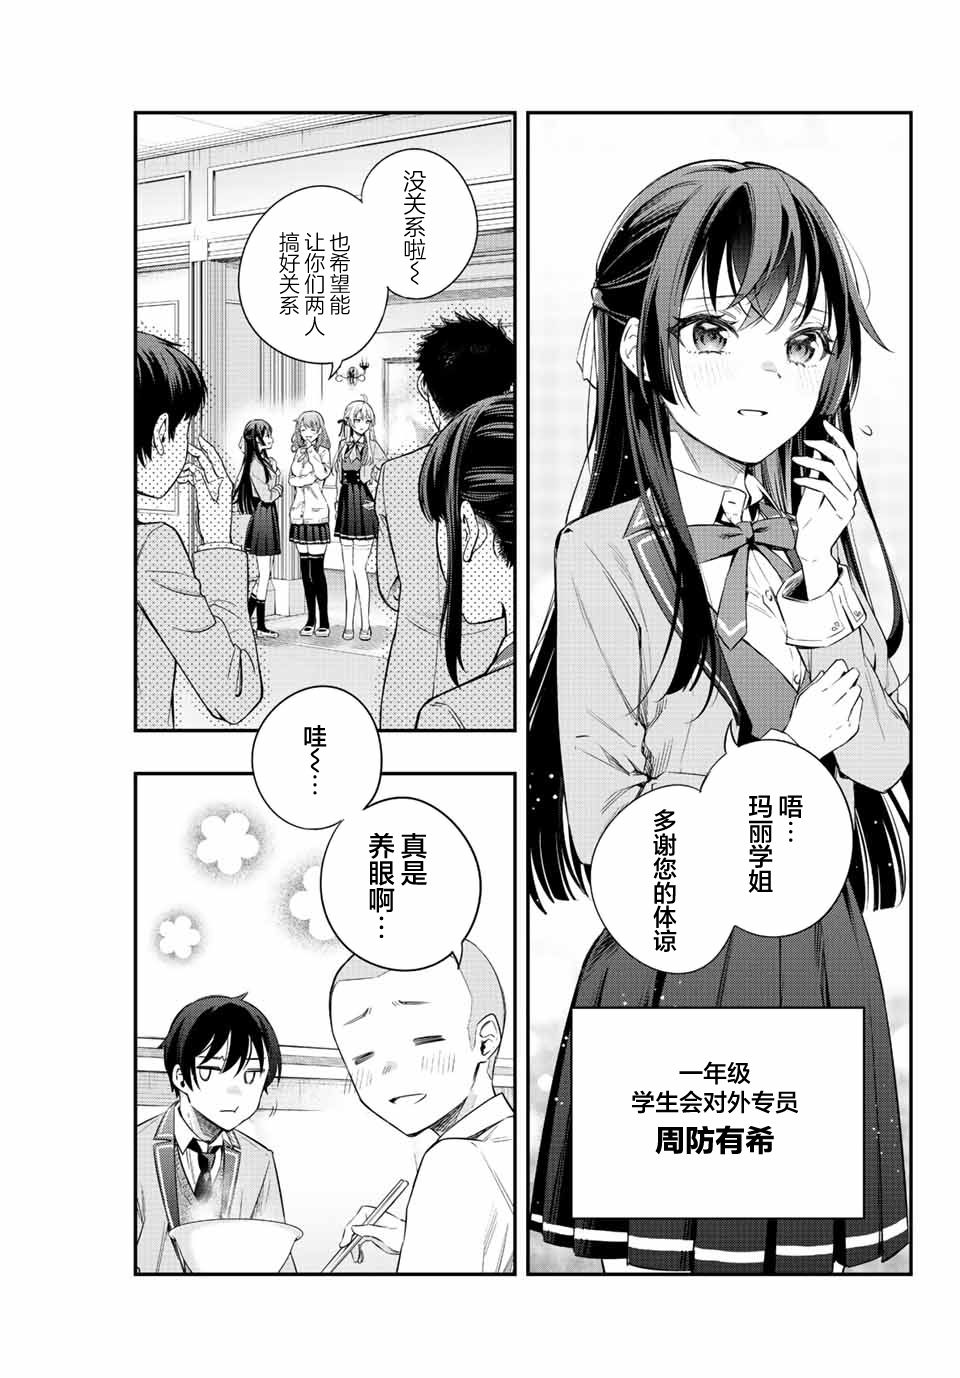 唔…
玛丽学姐
多谢您的体谅
一年级
学生会对外专员
周防有希
没关系啦~
也希望能
让你们两人
搞好关系
哇~…
真是
养眼啊…